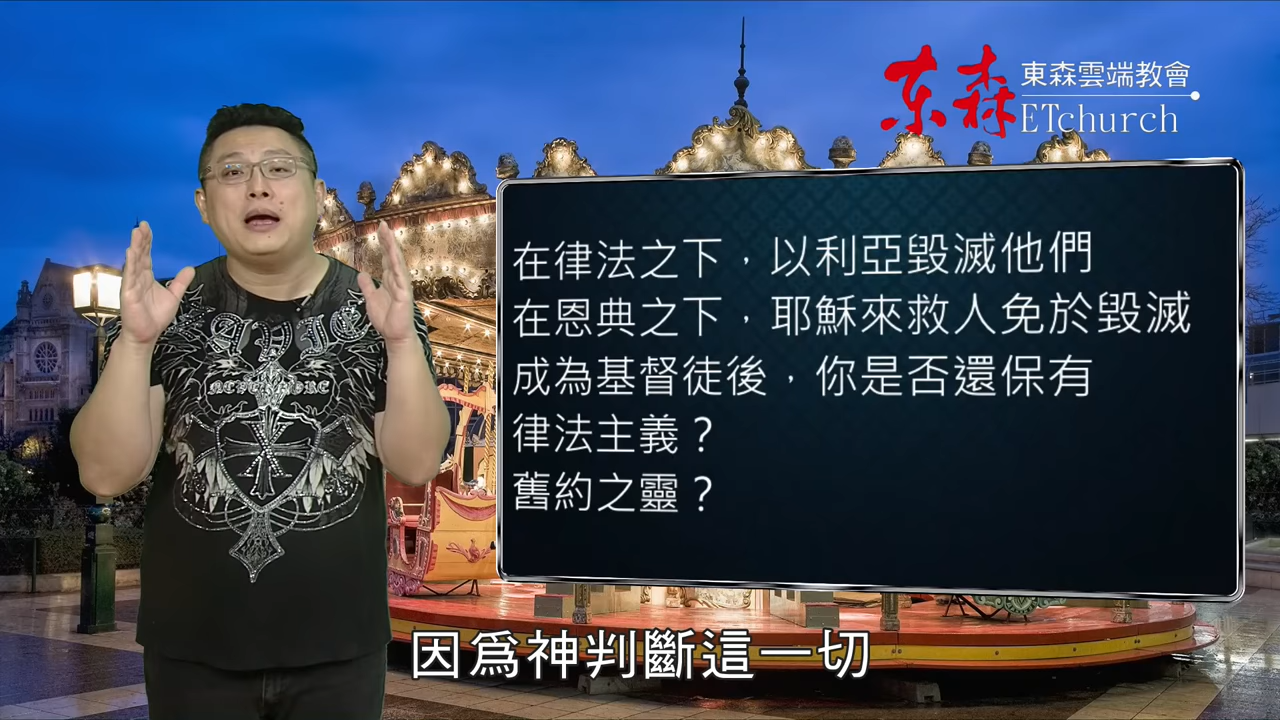 东森
東森雲端教會
ETchurch
在律法之下，以利亞毀滅他們
在恩典之下，耶穌來救人免於毀滅
成為基督徒後，你是否還保有
律法主義？
舊約之靈？
因為神判斷這一切